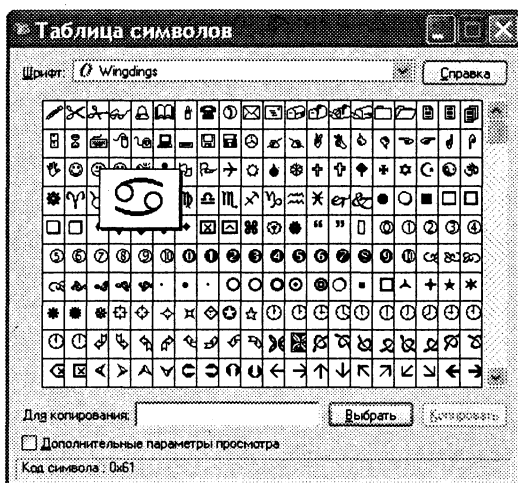 Таблица символов
Шрифт: Wingdings Справка
Для копирования: Выбрать Копировать
Дополнительные параметры просмотра
Код символа : 0x61